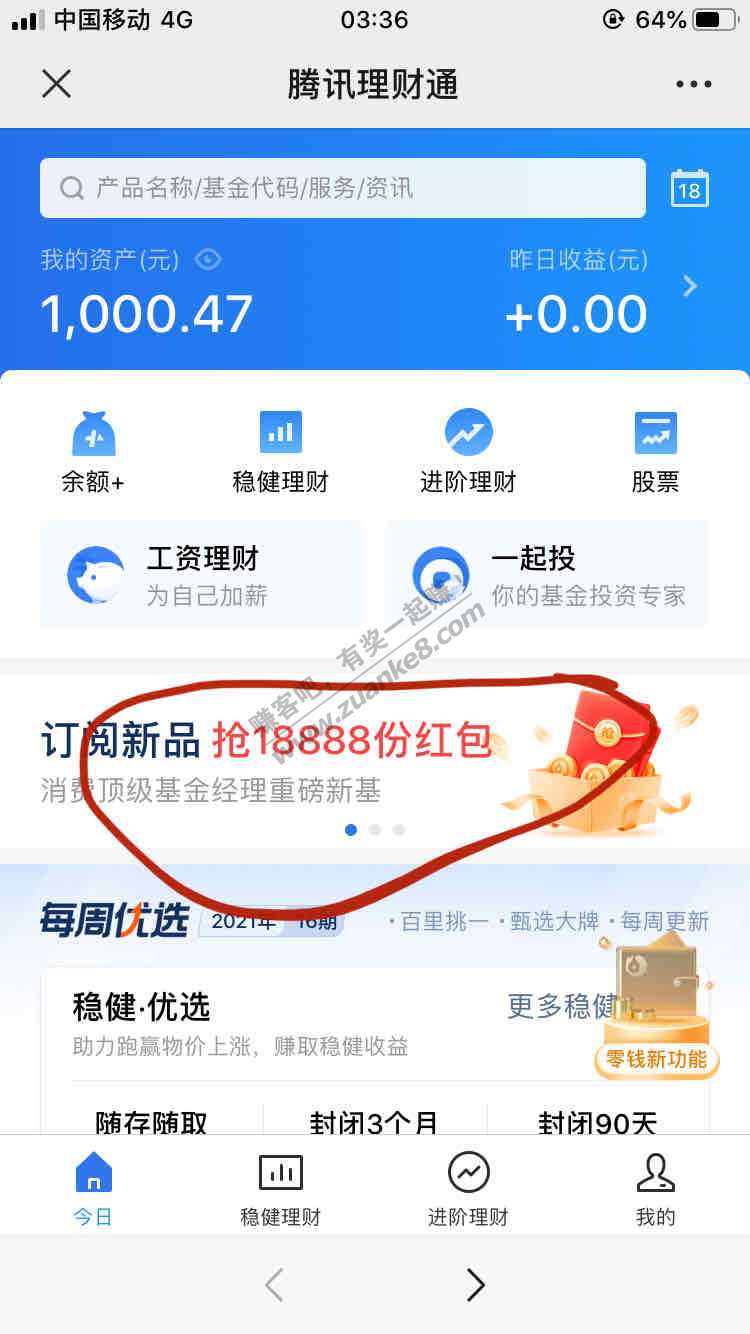 中国移动 4G 03:36 64%
腾讯理财通
产品名称/基金代码/服务/资讯 18
我的资产(元) 昨日收益(元)
1,000.47 +0.00
余额+ 稳健理财 进阶理财 股票
工资理财 一起投
为自己加薪 你的基金投资专家
赚客吧，有奖一起赚！
www.zuanke8.com
订阅新品 抢18888份红包
消费顶级基金经理重磅新基
每周优选 2021年 16期 ·百里挑一 ·甄选大牌 ·每周更新
稳健·优选 更多稳健
助力跑赢物价上涨，赚取稳健收益
零钱新功能
随存随取 封闭3个月 封闭90天
今日 稳健理财 进阶理财 我的